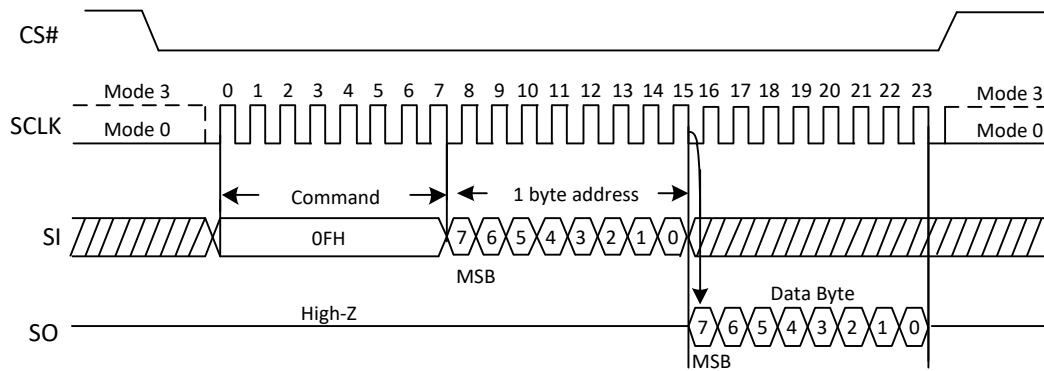 CS#
0 1 2 3 4 5 6 7 8 9 10 11 12 13 14 15 16 17 18 19 20 21 22 23
Mode 3 Mode 3
SCLK
Mode 0 Mode 0
Command 1 byte address
SI 0FH 7 6 5 4 3 2 1 0
MSB
High-Z Data Byte
SO 7 6 5 4 3 2 1 0
MSB